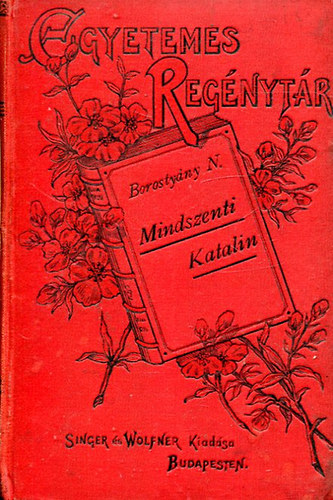 EGYETEMES
REGÉNYTÁR
Borostyány N.
Mindszenti
Katalin
SINGER és WOLFNER Kiadása
BUDAPESTEN.